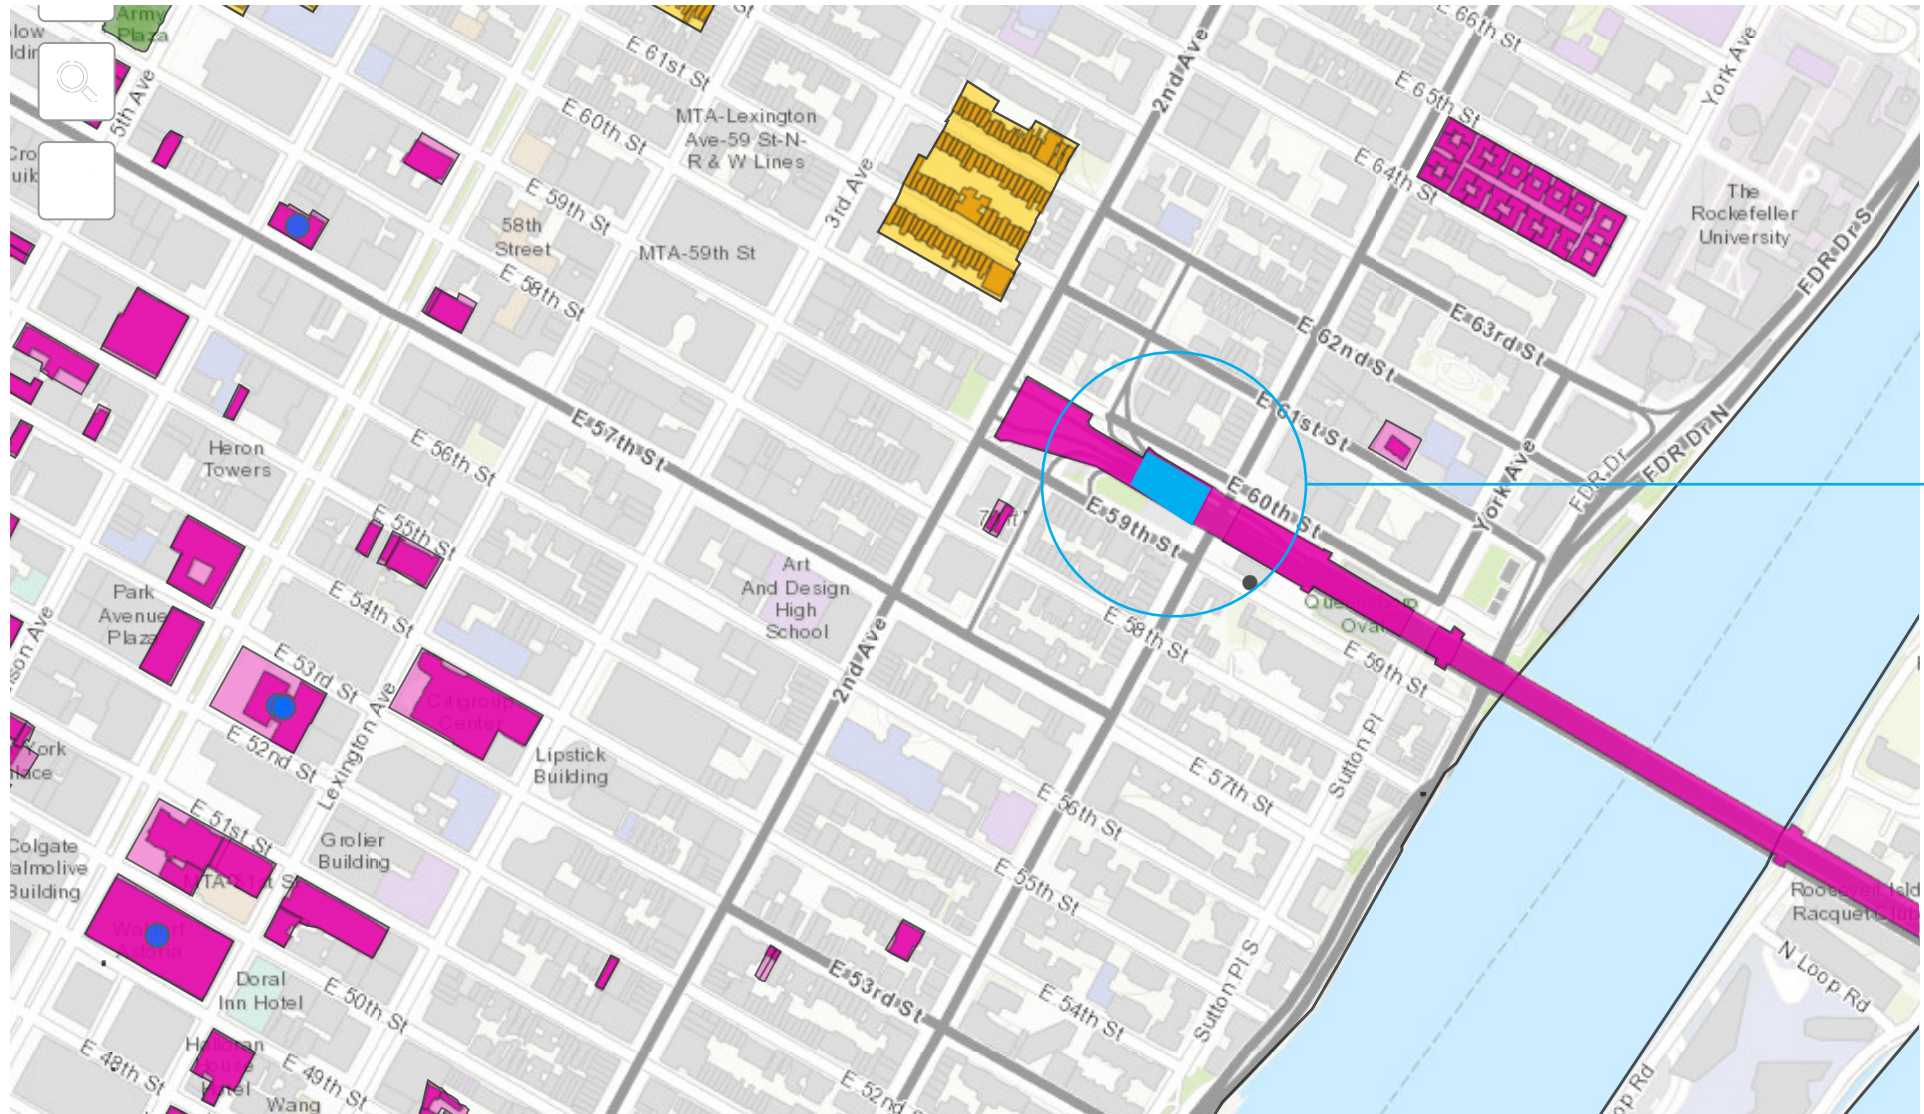 Army
Plaza
5th Ave
E 61st St
E 60th St
MTA-Lexington
Ave-59 St-N-
R & W Lines
3rd Ave
2nd Ave
E 66th St
E 65th St
E 64th St
York Ave
The
Rockefeller
University
FDR Dr S
E 59th St
58th
Street
MTA-59th St
E 58th St
E 63rd St
E 62nd St
E 61st St
FDR Dr N
FDR Dr
York Ave
E 60th St
E 59th St
E 57th St
Heron
Towers
E 56th St
E 55th St
E 54th St
Park
Avenue
Plaza
Art
And Design
High
School
2nd Ave
E 58th St
E 59th St
E 53rd St
E 52nd St
Lexington Ave
Citigroup
Center
Lipstick
Building
E 57th St
Sutton Pl
E 56th St
E 55th St
E 51st St
Grolier
Building
Colgate
Building
Doral
Inn Hotel
E 50th St
E 53rd St
E 54th St
Sutton Pl S
E 52nd
N Loop Rd
E 48th St
E 49th St
Hotel
Wang